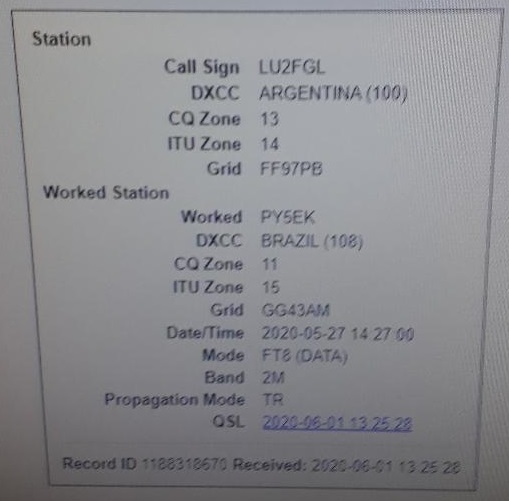 Station
Call Sign LU2FGL
DXCC ARGENTINA (100)
CQ Zone 13
ITU Zone 14
Grid FF97PB
Worked Station
Worked PY5EK
DXCC BRAZIL (108)
CQ Zone 11
ITU Zone 15
Grid GG43AM
Date/Time 2020-05-27 14:27:00
Mode FT8 (DATA)
Band 2M
Propagation Mode TR
QSL 2020-06-01 13:25:28
Record ID 1188318670 Received: 2020-06-01 13:25:28